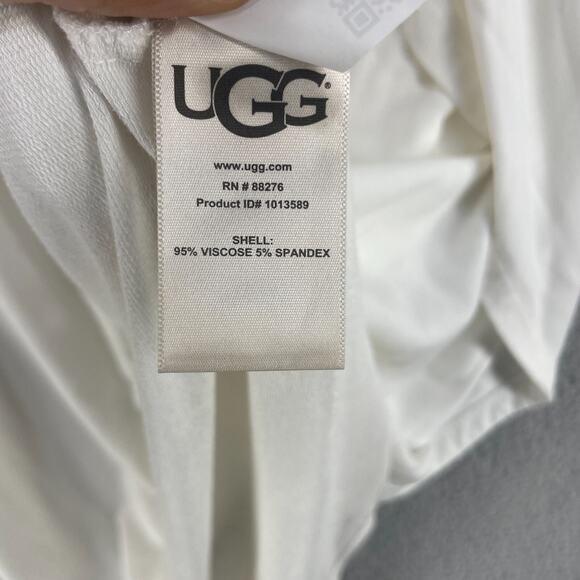 UGG®
www.ugg.com
RN # 88276
Product ID# 1013589
SHELL:
95% VISCOSE 5% SPANDEX